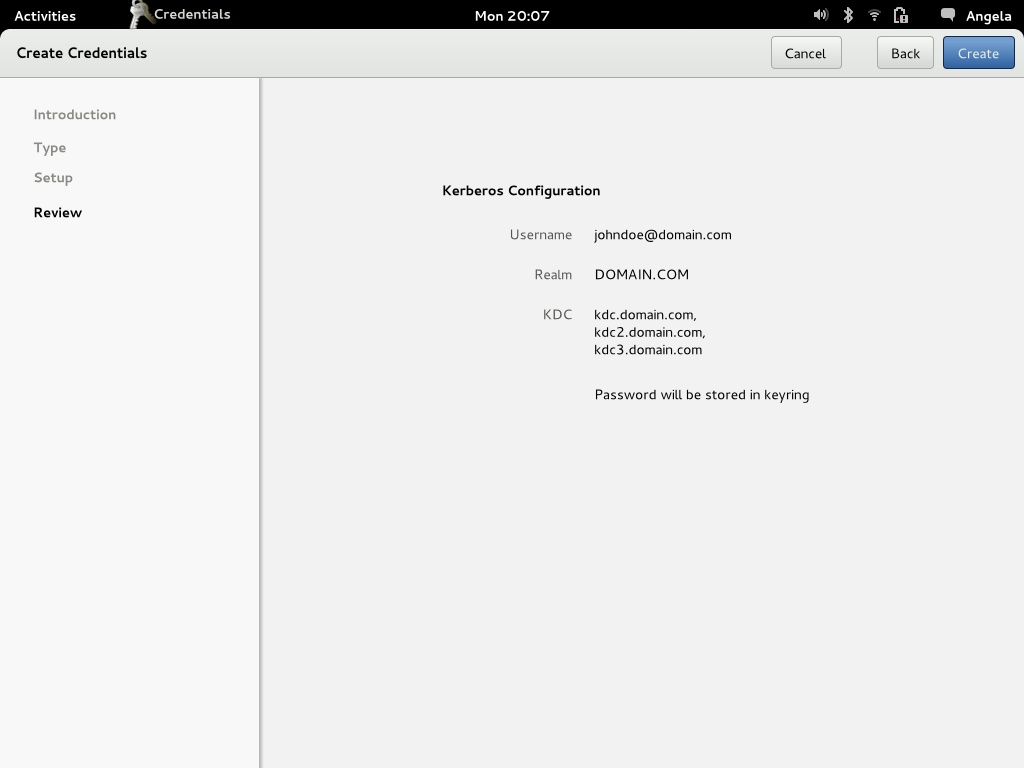 Activities Credentials Mon 20:07 Angela
Create Credentials Cancel Back Create
Introduction
Type
Setup
Review
Kerberos Configuration
Username johndoe@domain.com
Realm DOMAIN.COM
KDC kdc.domain.com,
kdc2.domain.com,
kdc3.domain.com
Password will be stored in keyring